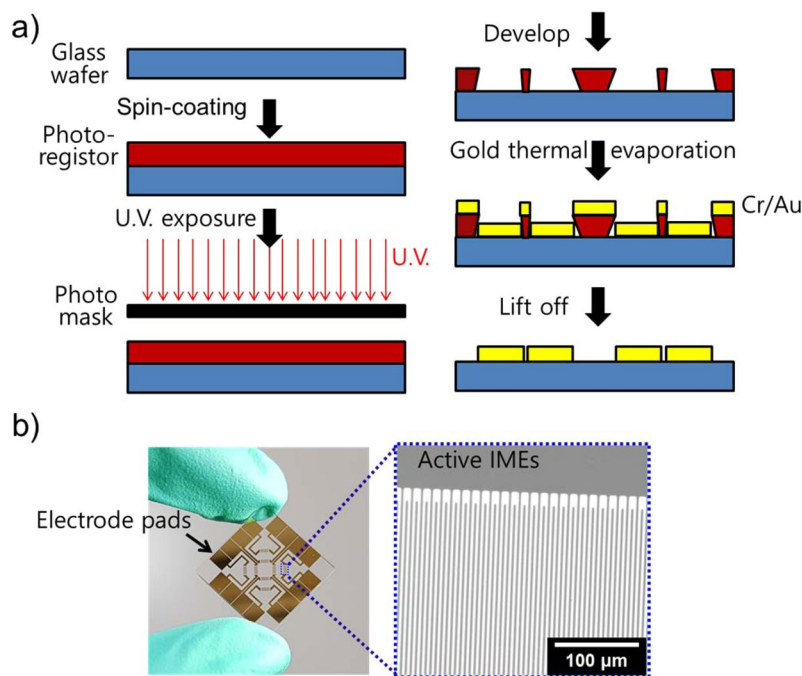 a)
Glass
wafer
Spin-coating
Photo-
registor
U.V. exposure
U.V.
Photo
mask
Develop
Gold thermal evaporation
Cr/Au
Lift off
b)
Electrode pads
Active IMEs
100 µm